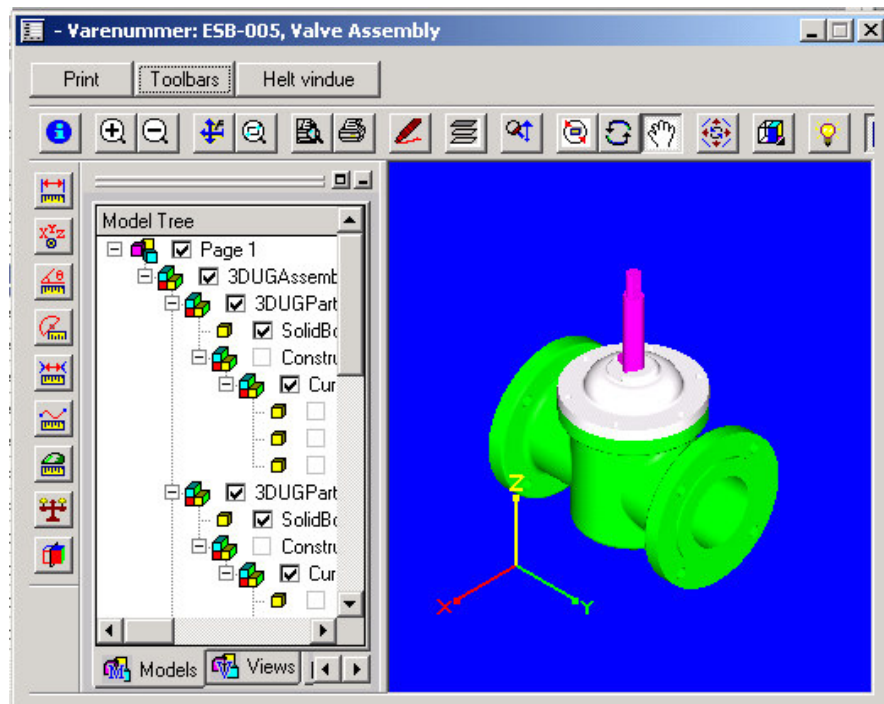 - Varenummer: ESB-005, Valve Assembly
Print Toolbars Helt vindue
Model Tree
Page 1
3DUGAssemb
3DUGPart
SolidBo
Constru
Cur
3DUGPart
SolidBo
Constru
Cur
Models Views
XYz
Z
X
Y